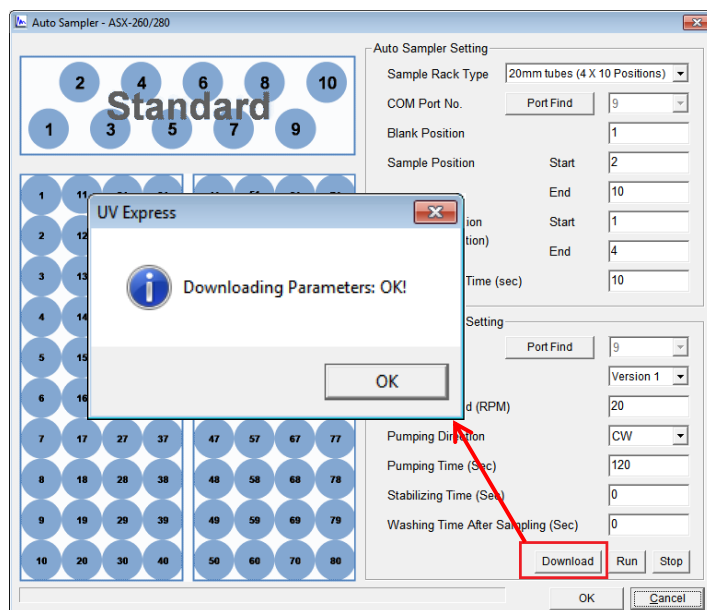 Auto Sampler - ASX-260/280
2 4 6 8 10
Standard
1 3 5 7 9
1 11
2 12
3 13
4 14
5 15
6 16
7 17 27 37 47 57 67 77
8 18 28 38 48 58 68 78
9 19 29 39 49 59 69 79
10 20 30 40 50 60 70 80
Auto Sampler Setting
Sample Rack Type 20mm tubes (4 X 10 Positions)
COM Port No. Port Find 9
Blank Position 1
Sample Position Start 2
End 10
ion Start 1
tion)
End 4
Time (sec) 10
UV Express
Downloading Parameters: OK!
OK
Setting
Port Find 9
Version 1
d (RPM) 20
Pumping Direction CW
Pumping Time (Sec) 120
Stabilizing Time (Sec) 0
Washing Time After Sampling (Sec) 0
Download Run Stop
OK Cancel